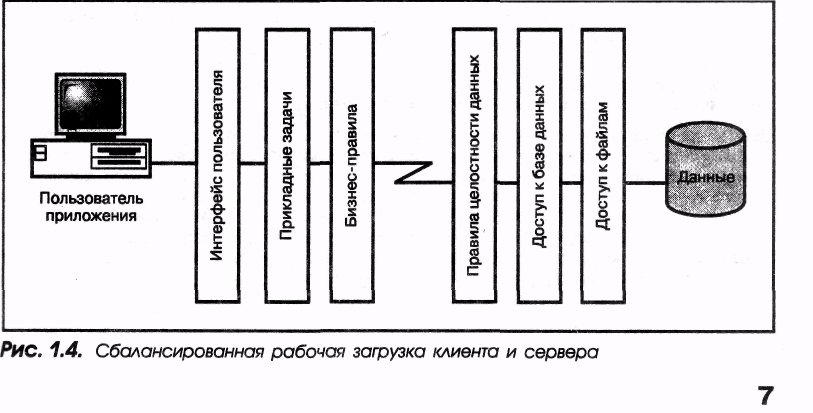 Пользователь
приложения
Интерфейс пользователя
Прикладные задачи
Бизнес-правила
Правила целостности данных
Доступ к базе данных
Доступ к файлам
Данные
Рис. 1.4. Сбалансированная рабочая загрузка клиента и сервера
7